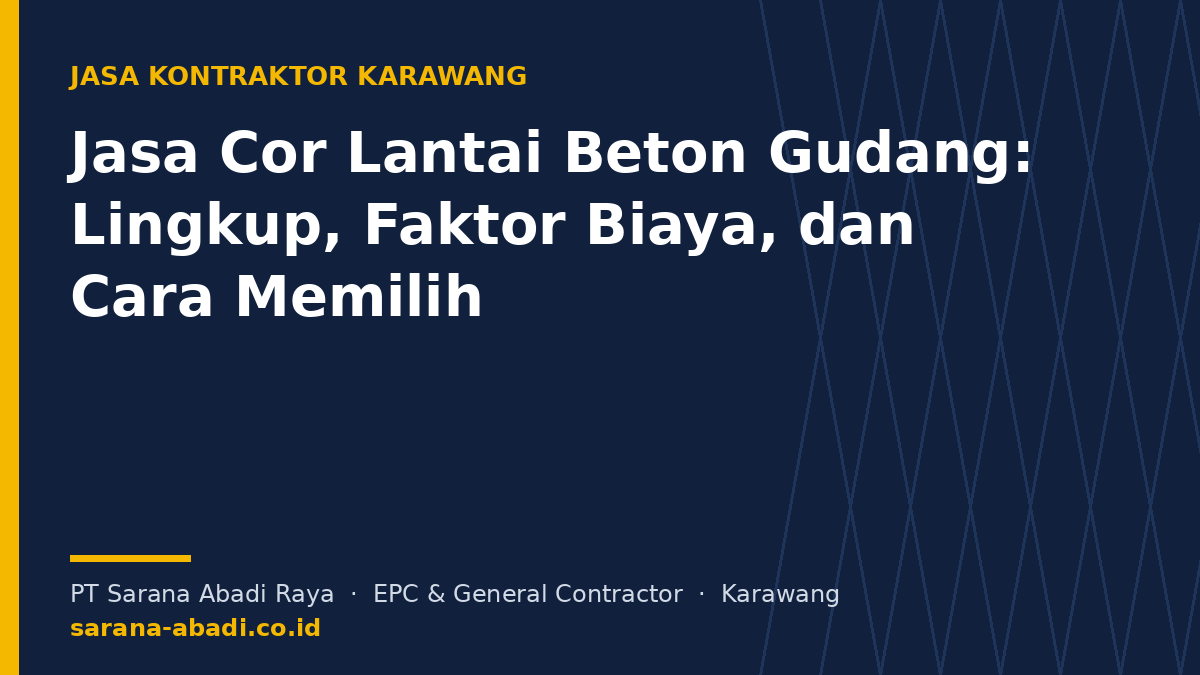 JASA KONTRAKTOR KARAWANG
Jasa Cor Lantai Beton Gudang:
Lingkup, Faktor Biaya, dan
Cara Memilih
PT Sarana Abadi Raya · EPC & General Contractor · Karawang
sarana-abadi.co.id